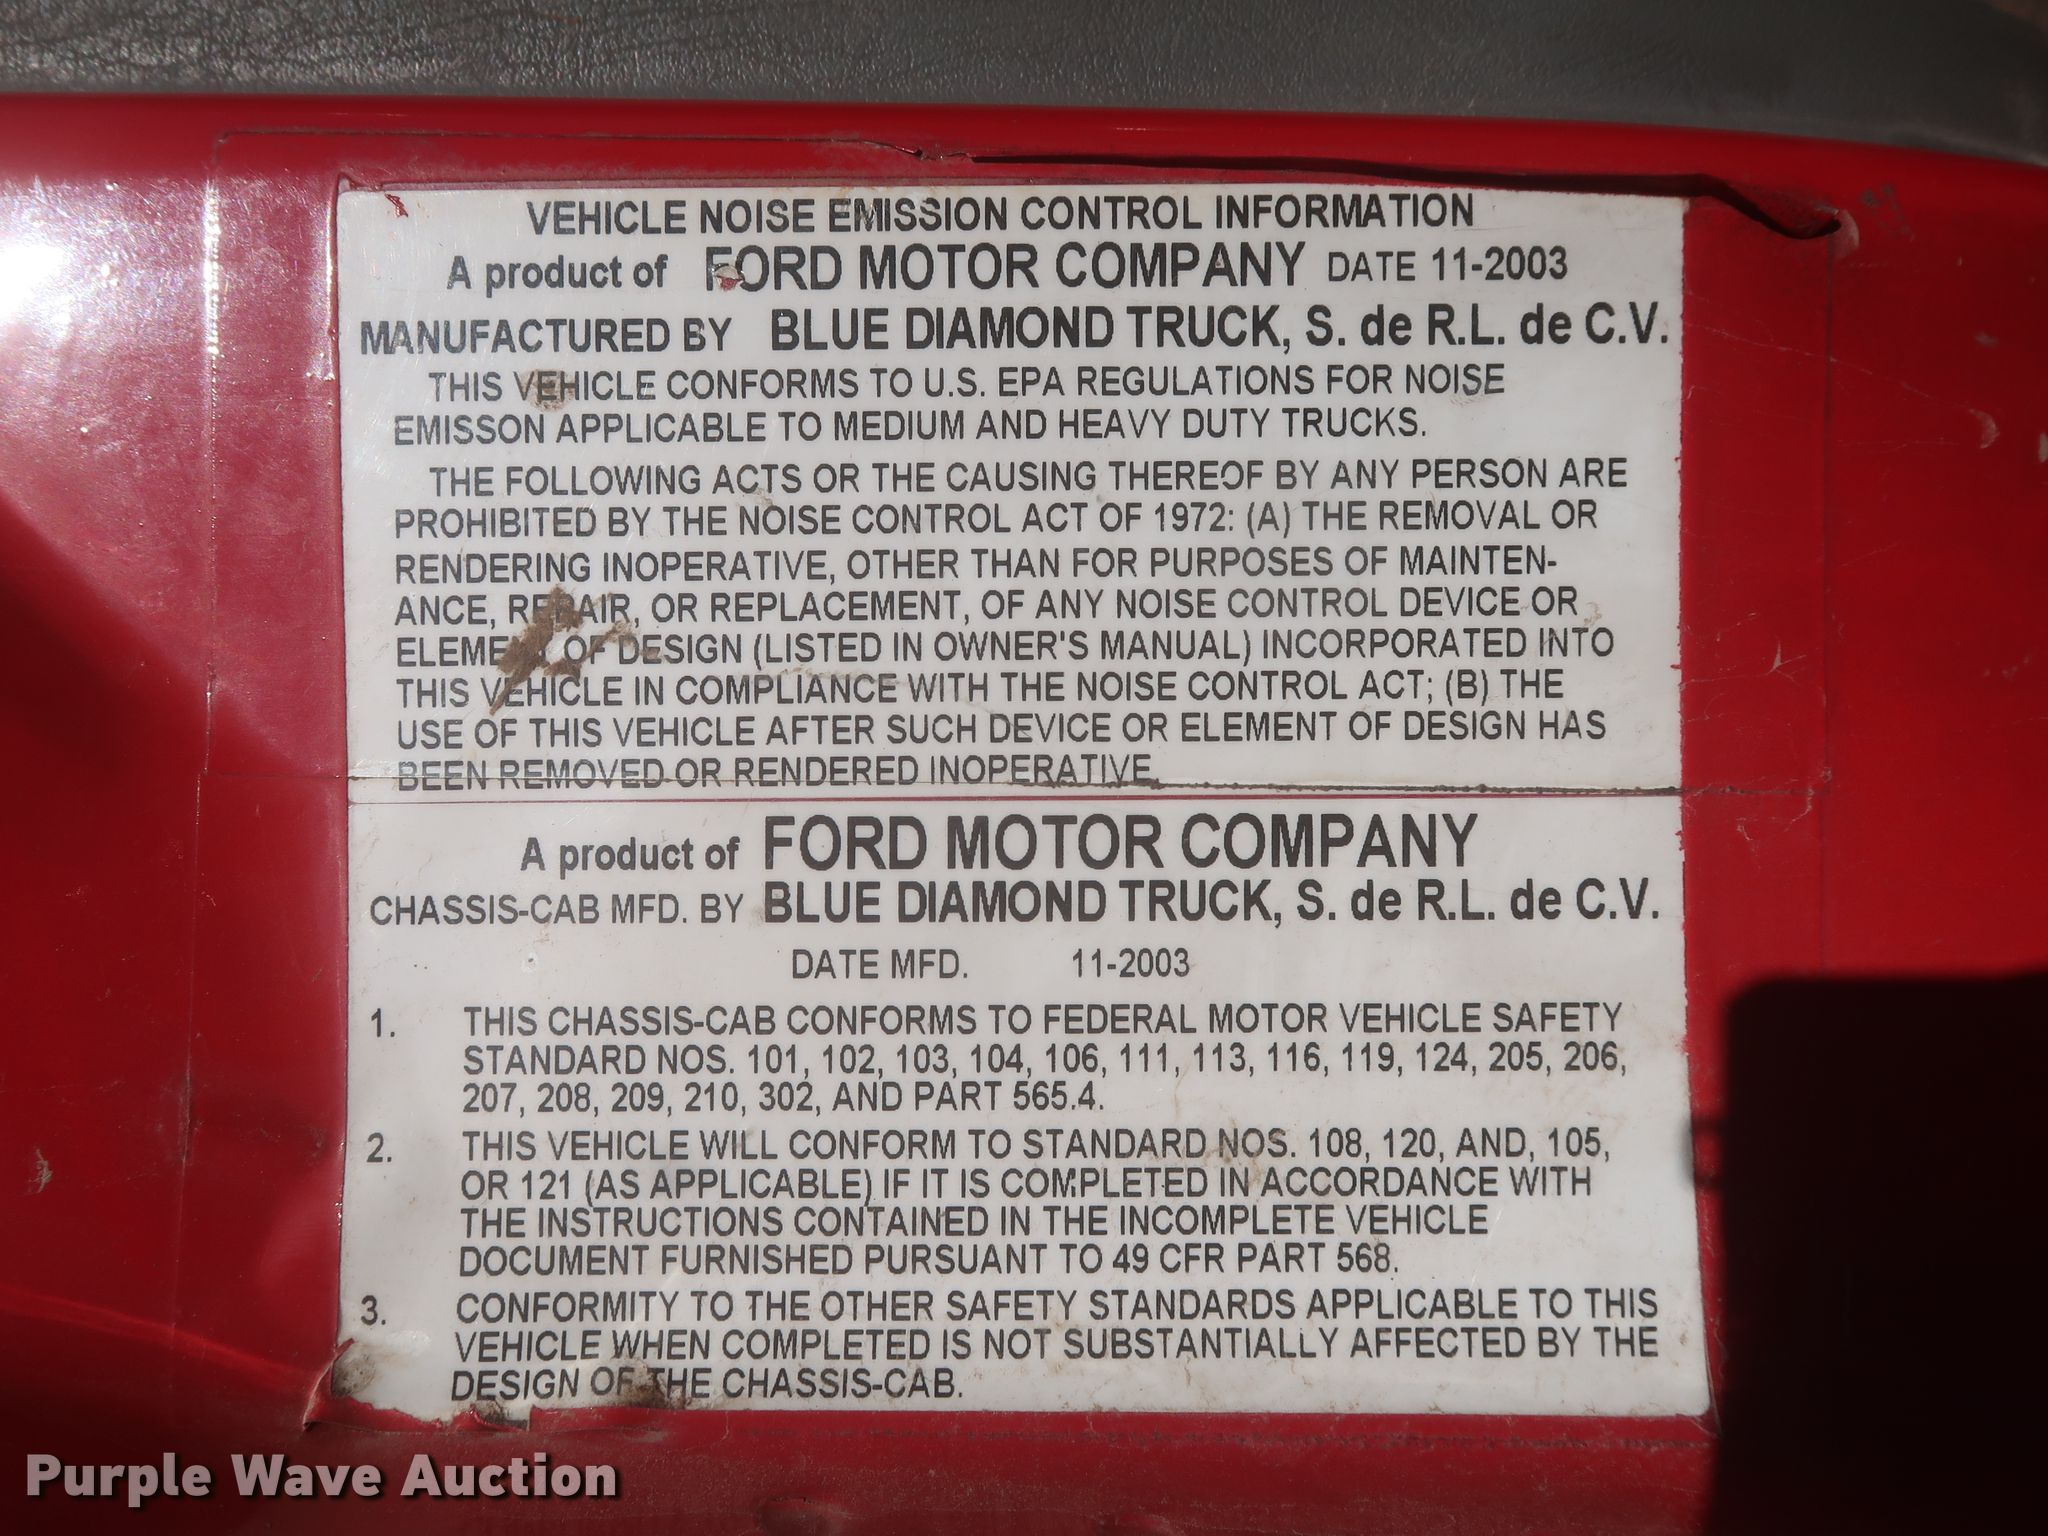 VEHICLE NOISE EMISSION CONTROL INFORMATION
A product of FORD MOTOR COMPANY DATE 11-2003
MANUFACTURED BY BLUE DIAMOND TRUCK, S. de R.L. de C.V.
THIS VEHICLE CONFORMS TO U.S. EPA REGULATIONS FOR NOISE
EMISSON APPLICABLE TO MEDIUM AND HEAVY DUTY TRUCKS.
THE FOLLOWING ACTS OR THE CAUSING THEREOF BY ANY PERSON ARE
PROHIBITED BY THE NOISE CONTROL ACT OF 1972: (A) THE REMOVAL OR
RENDERING INOPERATIVE, OTHER THAN FOR PURPOSES OF MAINTEN-
ANCE, REPAIR, OR REPLACEMENT, OF ANY NOISE CONTROL DEVICE OR
ELEMENT OF DESIGN (LISTED IN OWNER'S MANUAL) INCORPORATED INTO
THIS VEHICLE IN COMPLIANCE WITH THE NOISE CONTROL ACT; (B) THE
USE OF THIS VEHICLE AFTER SUCH DEVICE OR ELEMENT OF DESIGN HAS
BEEN REMOVED OR RENDERED INOPERATIVE.
A product of FORD MOTOR COMPANY
CHASSIS-CAB MFD. BY BLUE DIAMOND TRUCK, S. de R.L. de C.V.
DATE MFD. 11-2003
1. THIS CHASSIS-CAB CONFORMS TO FEDERAL MOTOR VEHICLE SAFETY
STANDARD NOS. 101, 102, 103, 104, 106, 111, 113, 116, 119, 124, 205, 206,
207, 208, 209, 210, 302, AND PART 565.4.
2. THIS VEHICLE WILL CONFORM TO STANDARD NOS. 108, 120, AND, 105,
OR 121 (AS APPLICABLE) IF IT IS COMPLETED IN ACCORDANCE WITH
THE INSTRUCTIONS CONTAINED IN THE INCOMPLETE VEHICLE
DOCUMENT FURNISHED PURSUANT TO 49 CFR PART 568.
3. CONFORMITY TO THE OTHER SAFETY STANDARDS APPLICABLE TO THIS
VEHICLE WHEN COMPLETED IS NOT SUBSTANTIALLY AFFECTED BY THE
DESIGN OF THE CHASSIS-CAB.
Purple Wave Auction